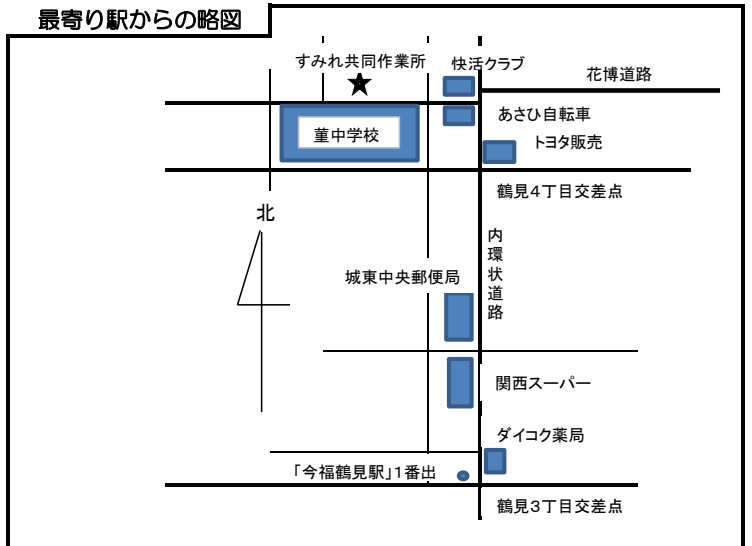 最寄り駅からの略図
すみれ共同作業所
快活クラブ
花博道路
★
あさひ自転車
菫中学校
トヨタ販売
鶴見4丁目交差点
北
内環状道路
城東中央郵便局
関西スーパー
ダイコク薬局
「今福鶴見駅」1番出
鶴見3丁目交差点